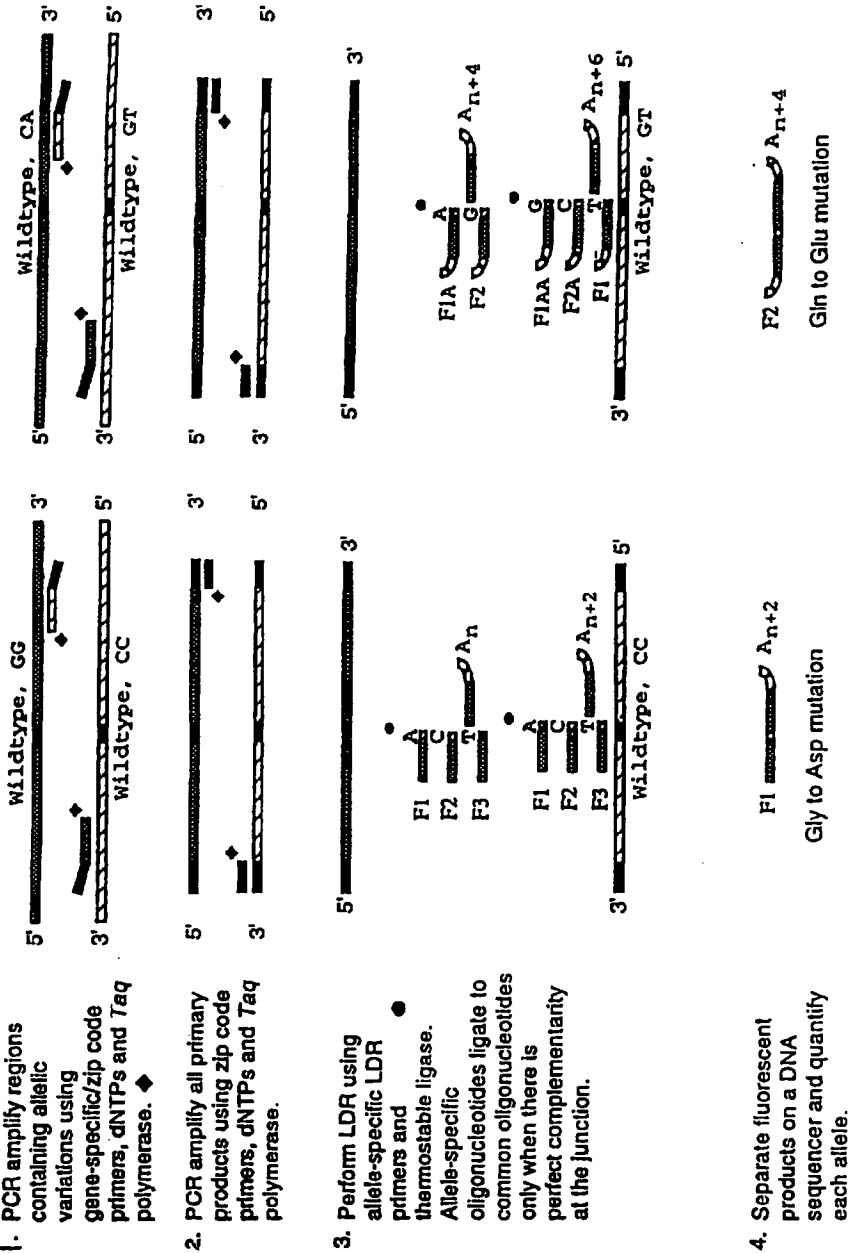 1. PCR amplify regions
containing allelic
variations using
gene-specific/zip code
primers, dNTPs and Taq
polymerase. ◆
Wildtype, GG
5' 3'
3' 5'
Wildtype, CC
Wildtype, CA
5' 3'
3' 5'
Wildtype, GT
2. PCR amplify all primary
products using zip code
primers, dNTPs and Taq
polymerase.
5' 3'
3' 5'
5' 3'
3' 5'
3. Perform LDR using
allele-specific LDR
primers and
thermostable ligase. ●
Allele-specific
oligonucleotides ligate to
common oligonucleotides
only when there is
perfect complementarity
at the junction.
5' 3'
F1 A
F2 C
F3 T An
F1 A
F2 C
F3 T An+2
3' 5'
Wildtype, CC
5' 3'
F1A A
F2 G An+4
F1AA G
F2A C
F1 T An+6
3' 5'
Wildtype, GT
4. Separate fluorescent
products on a DNA
sequencer and quantify
each allele.
F1 An+2
Gly to Asp mutation
F2 An+4
Gln to Glu mutation